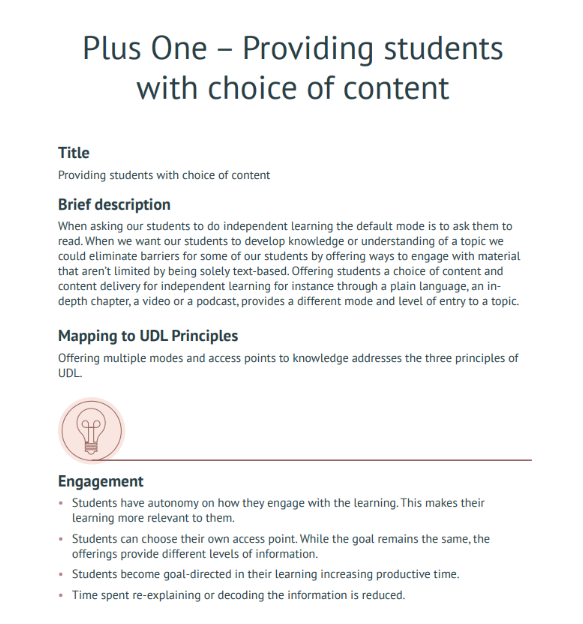 Plus One – Providing students
with choice of content
Title
Providing students with choice of content
Brief description
When asking our students to do independent learning the default mode is to ask them to
read. When we want our students to develop knowledge or understanding of a topic we
could eliminate barriers for some of our students by offering ways to engage with material
that aren't limited by being solely text-based. Offering students a choice of content and
content delivery for independent learning for instance through a plain language, an in-
depth chapter, a video or a podcast, provides a different mode and level of entry to a topic.
Mapping to UDL Principles
Offering multiple modes and access points to knowledge addresses the three principles of
UDL.
Engagement
• Students have autonomy on how they engage with the learning. This makes their
learning more relevant to them.
• Students can choose their own access point. While the goal remains the same, the
offerings provide different levels of information.
• Students become goal-directed in their learning increasing productive time.
• Time spent re-explaining or decoding the information is reduced.